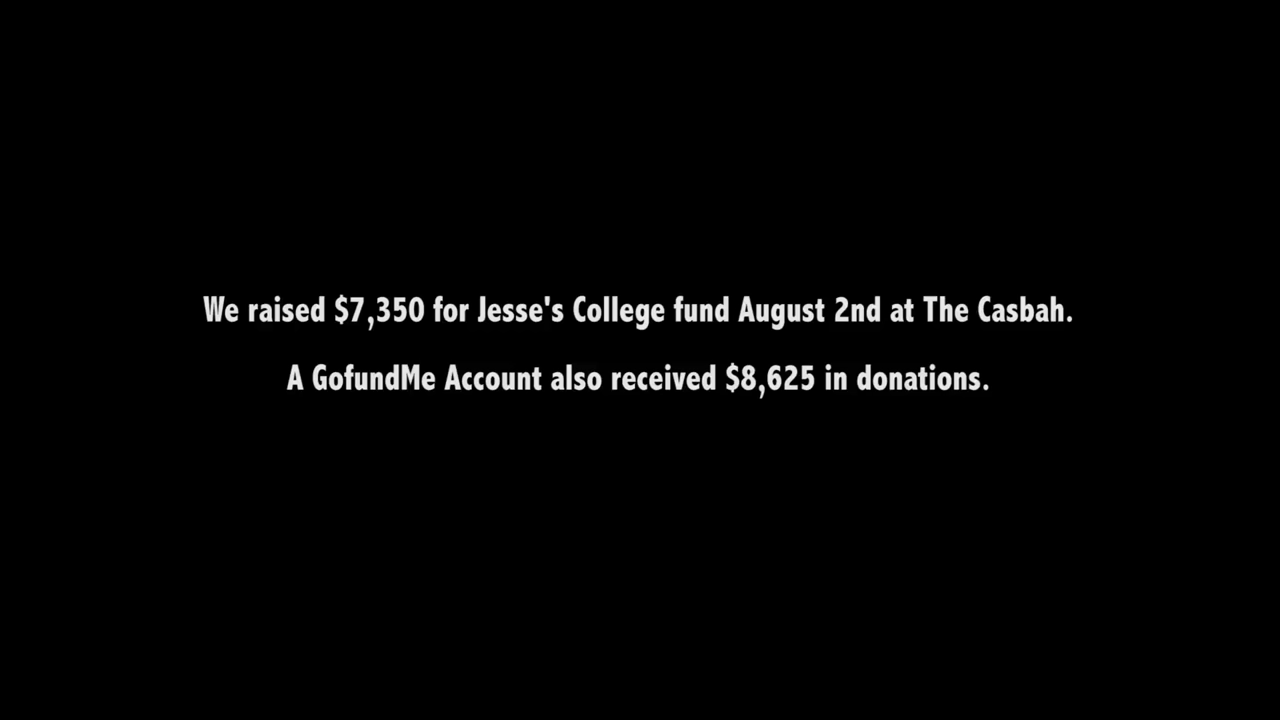 We raised $7,350 for Jesse's College fund August 2nd at The Casbah.
A GofundMe Account also received $8,625 in donations.